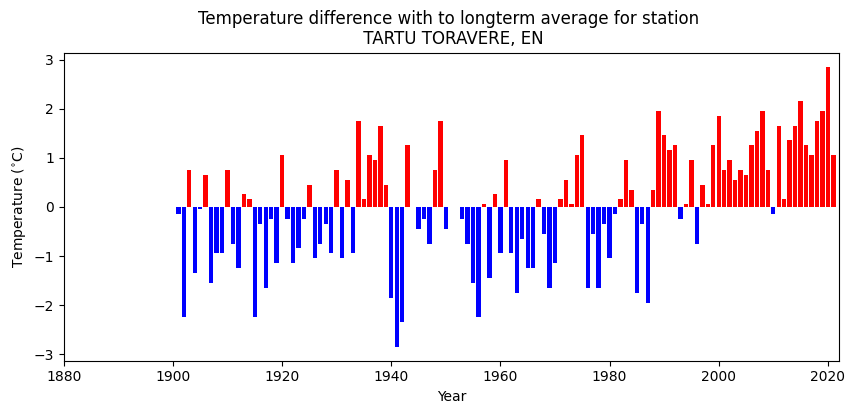 Temperature difference with to longterm average for station
TARTU TORAVERE, EN
Temperature (°C)
3
2
1
0
−1
−2
−3
1880 1900 1920 1940 1960 1980 2000 2020
Year